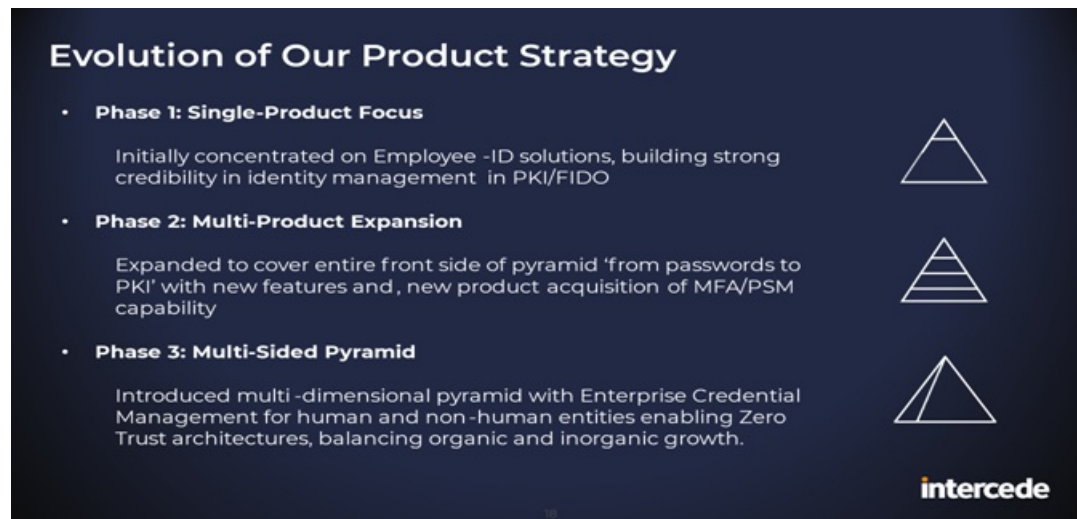 Evolution of Our Product Strategy
• Phase 1: Single-Product Focus
Initially concentrated on Employee -ID solutions, building strong
credibility in identity management in PKI/FIDO
• Phase 2: Multi-Product Expansion
Expanded to cover entire front side of pyramid ‘from passwords to
PKI’ with new features and, new product acquisition of MFA/PSM
capability
• Phase 3: Multi-Sided Pyramid
Introduced multi-dimensional pyramid with Enterprise Credential
Management for human and non-human entities enabling Zero
Trust architectures, balancing organic and inorganic growth.
intercede
18